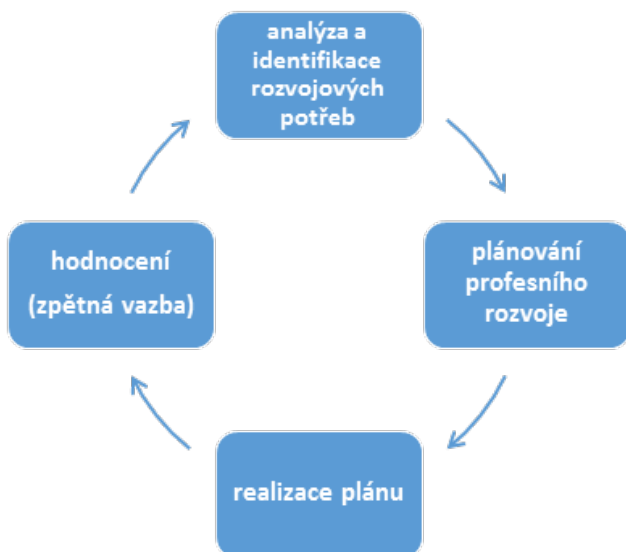 analýza a
identifikace
rozvojových
potřeb
plánování
profesního
rozvoje
realizace plánu
hodnocení
(zpětná vazba)